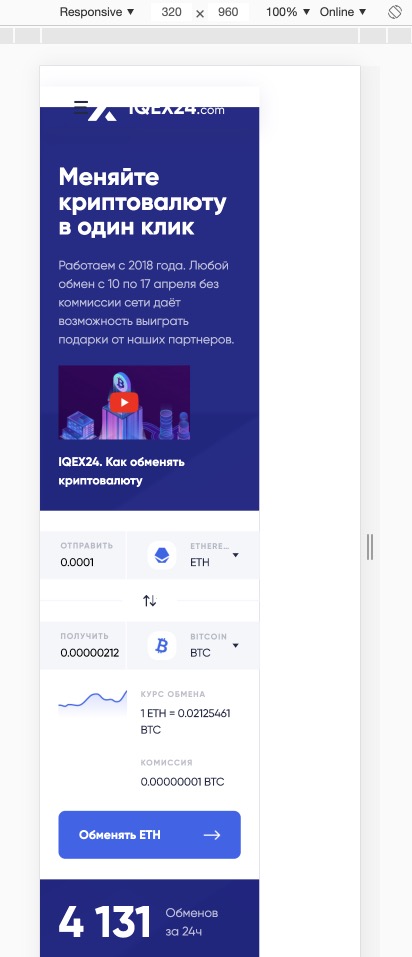 Responsive ▼ 320 × 960 100% ▼ Online ▼
IQEX24.com
Меняйте
криптовалюту
в один клик
Работаем с 2018 года. Любой
обмен с 10 по 17 апреля без
коммиссии сети даёт
возможность выиграть
подарки от наших партнеров.
IQEX24. Как обменять
криптовалюту
ОТПРАВИТЬ ETHERE...
0.0001 ETH
ПОЛУЧИТЬ BITCOIN
0.00000212 BTC
КУРС ОБМЕНА
1 ETH = 0.02125461
BTC
КОМИССИЯ
0.00000001 BTC
Обменять ETH
4 131 Обменов
за 24ч